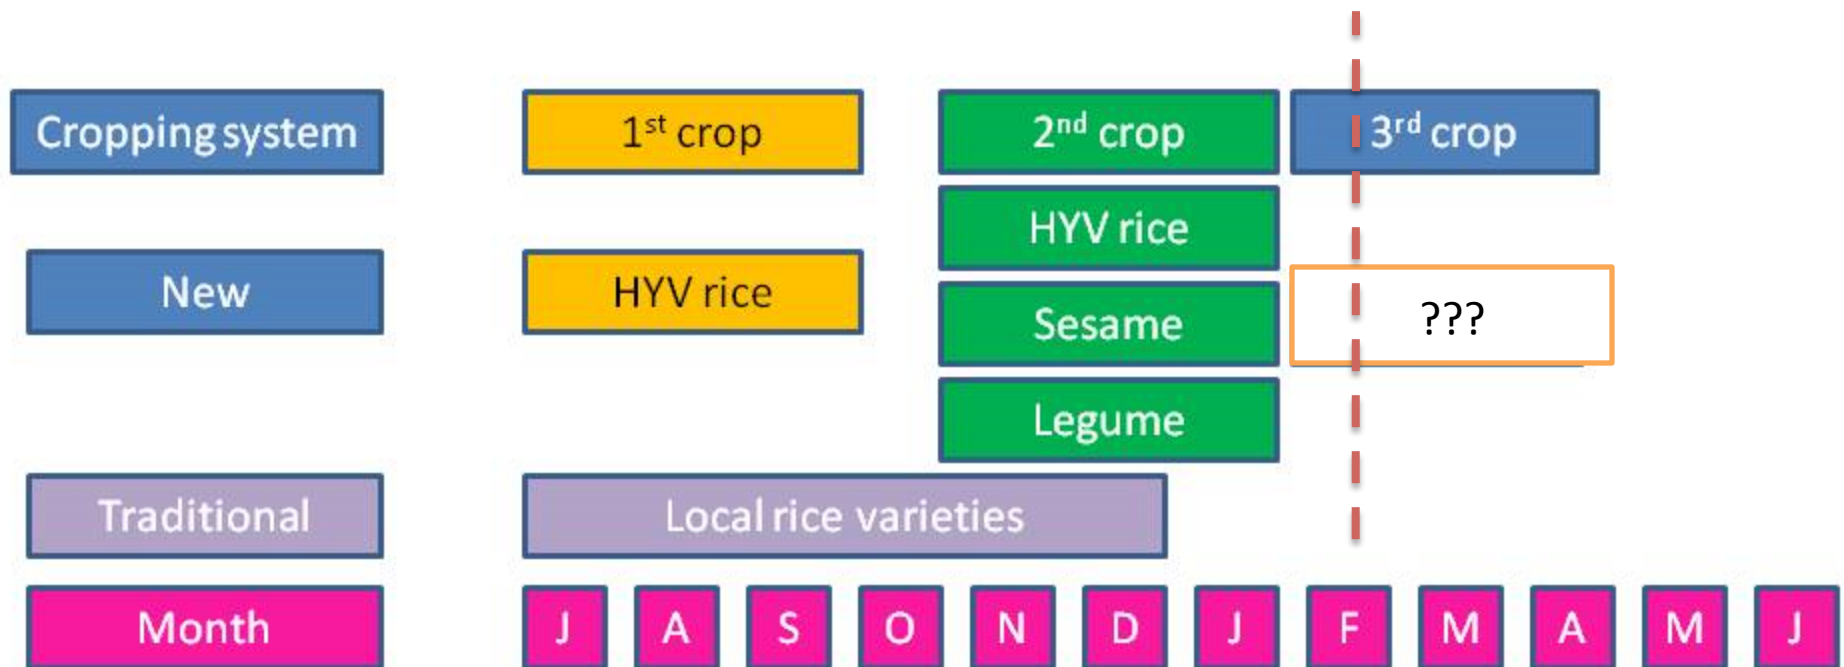 Cropping system 1st crop 2nd crop 3rd crop
HYV rice
New HYV rice ???
Sesame
Legume
Traditional Local rice varieties
Month J A S O N D J F M A M J